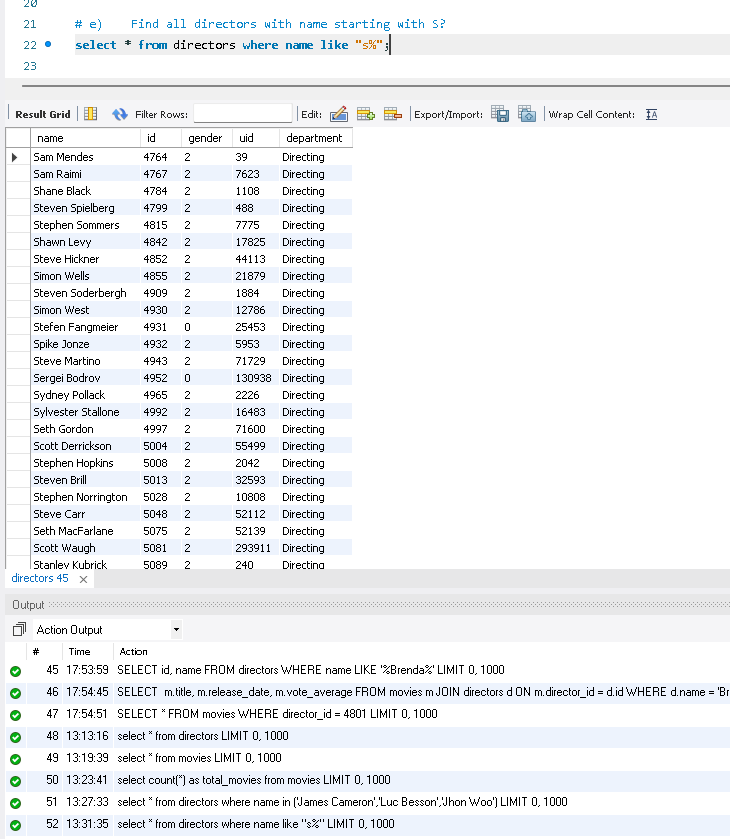 20
21 # e) Find all directors with name starting with S?
22 select * from directors where name like "s%";
23
Result Grid Filter Rows: Edit: Export/Import: Wrap Cell Content:
name id gender uid department
Sam Mendes 4764 2 39 Directing
Sam Raimi 4767 2 7623 Directing
Shane Black 4784 2 1108 Directing
Steven Spielberg 4799 2 488 Directing
Stephen Sommers 4815 2 7775 Directing
Shawn Levy 4842 2 17825 Directing
Steve Hickner 4852 2 44113 Directing
Simon Wells 4855 2 21879 Directing
Steven Soderbergh 4909 2 1884 Directing
Simon West 4930 2 12786 Directing
Stefen Fangmeier 4931 0 25453 Directing
Spike Jonze 4932 2 5953 Directing
Steve Martino 4943 2 71729 Directing
Sergei Bodrov 4952 0 130938 Directing
Sydney Pollack 4965 2 2226 Directing
Sylvester Stallone 4992 2 16483 Directing
Seth Gordon 4997 2 71600 Directing
Scott Derrickson 5004 2 55499 Directing
Stephen Hopkins 5008 2 2042 Directing
Steven Brill 5013 2 32593 Directing
Stephen Norrington 5028 2 10808 Directing
Steve Carr 5048 2 52112 Directing
Seth MacFarlane 5075 2 52139 Directing
Scott Waugh 5081 2 293911 Directing
Stanley Kubrick 5089 2 240 Directing
directors 45
Output
Action Output
# Time Action
45 17:53:59 SELECT id, name FROM directors WHERE name LIKE '%Brenda%' LIMIT 0, 1000
46 17:54:45 SELECT m.title, m.release_date, m.vote_average FROM movies m JOIN directors d ON m.director_id = d.id WHERE d.name = 'Br
47 17:54:51 SELECT * FROM movies WHERE director_id = 4801 LIMIT 0, 1000
48 13:13:16 select * from directors LIMIT 0, 1000
49 13:19:39 select * from movies LIMIT 0, 1000
50 13:23:41 select count(*) as total_movies from movies LIMIT 0, 1000
51 13:27:33 select * from directors where name in ('James Cameron','Luc Besson','Jhon Woo') LIMIT 0, 1000
52 13:31:35 select * from directors where name like "s%" LIMIT 0, 1000